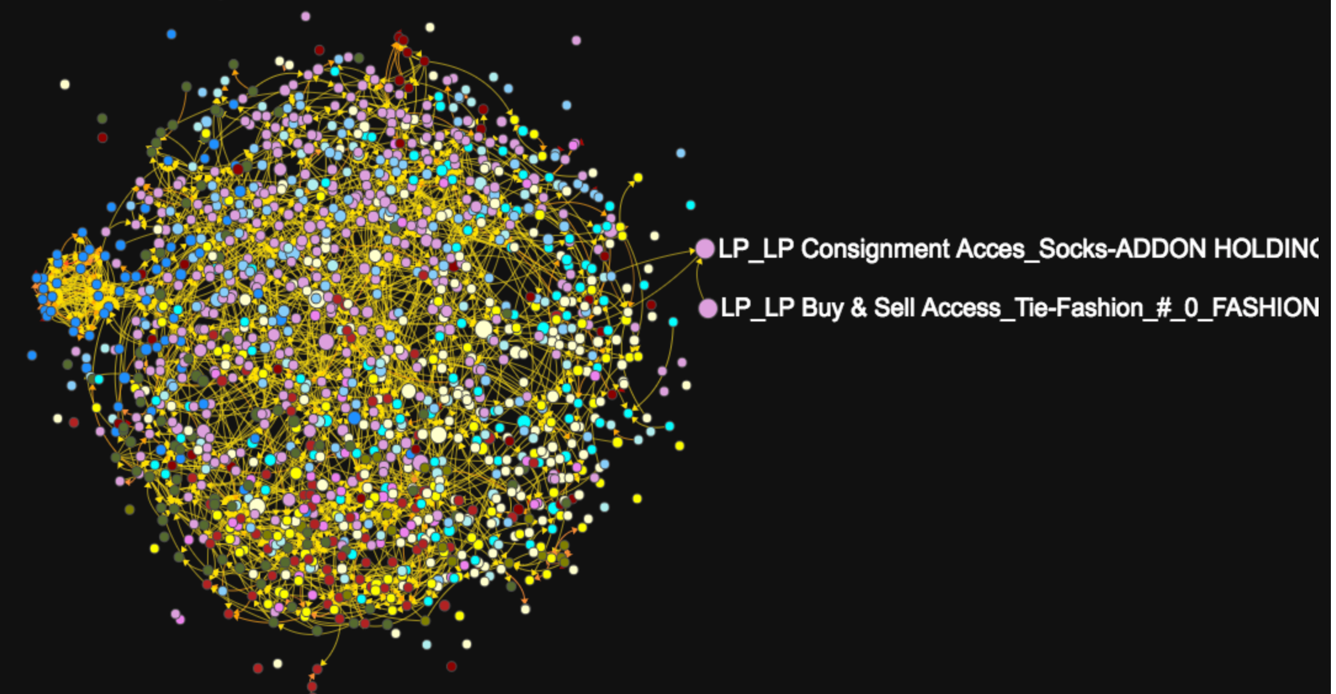 LP_LP Consignment Acces_Socks-ADDON HOLDING
LP_LP Buy & Sell Access_Tie-Fashion_#_0_FASHION